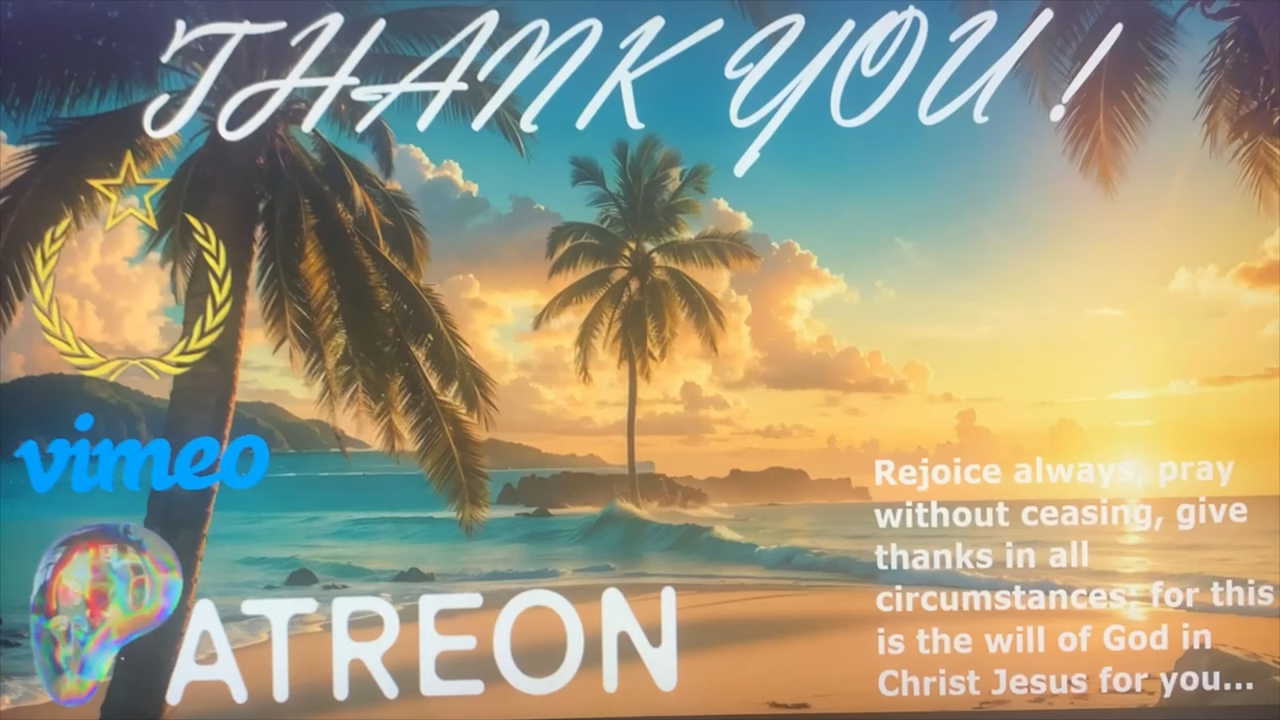 THANK YOU!
vimeo
PATREON
Rejoice always, pray
without ceasing, give
thanks in all
circumstances; for this
is the will of God in
Christ Jesus for you...